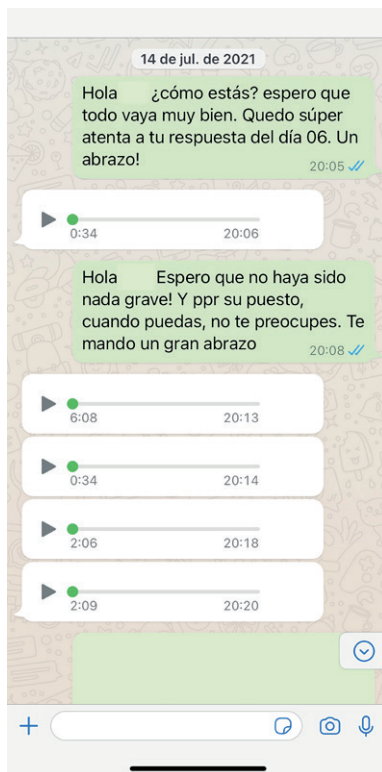 14 de jul. de 2021
Hola ¿cómo estás? espero que
todo vaya muy bien. Quedo súper
atenta a tu respuesta del día 06. Un
abrazo!
20:05
0:34 20:06
Hola Espero que no haya sido
nada grave! Y ppr su puesto,
cuando puedas, no te preocupes. Te
mando un gran abrazo
20:08
6:08 20:13
0:34 20:14
2:06 20:18
2:09 20:20